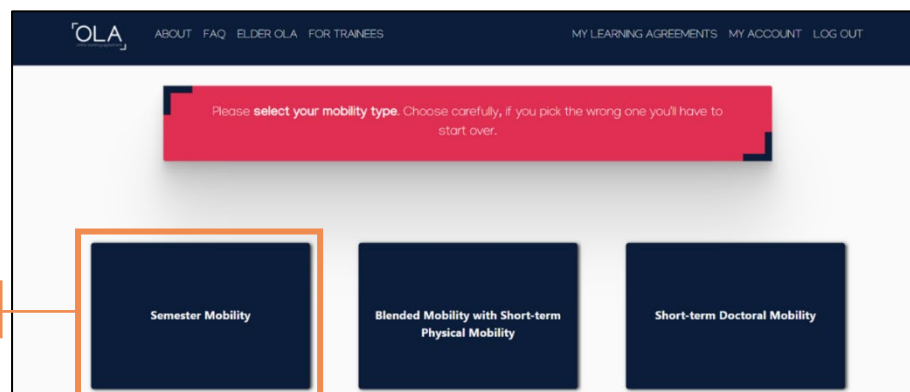 OLA
ABOUT FAQ ELDER OLA FOR TRAINEES MY LEARNING AGREEMENTS MY ACCOUNT LOG OUT
Please select your mobility type. Choose carefully, if you pick the wrong one you'll have to
start over.
Semester Mobility
Blended Mobility with Short-term
Physical Mobility
Short-term Doctoral Mobility